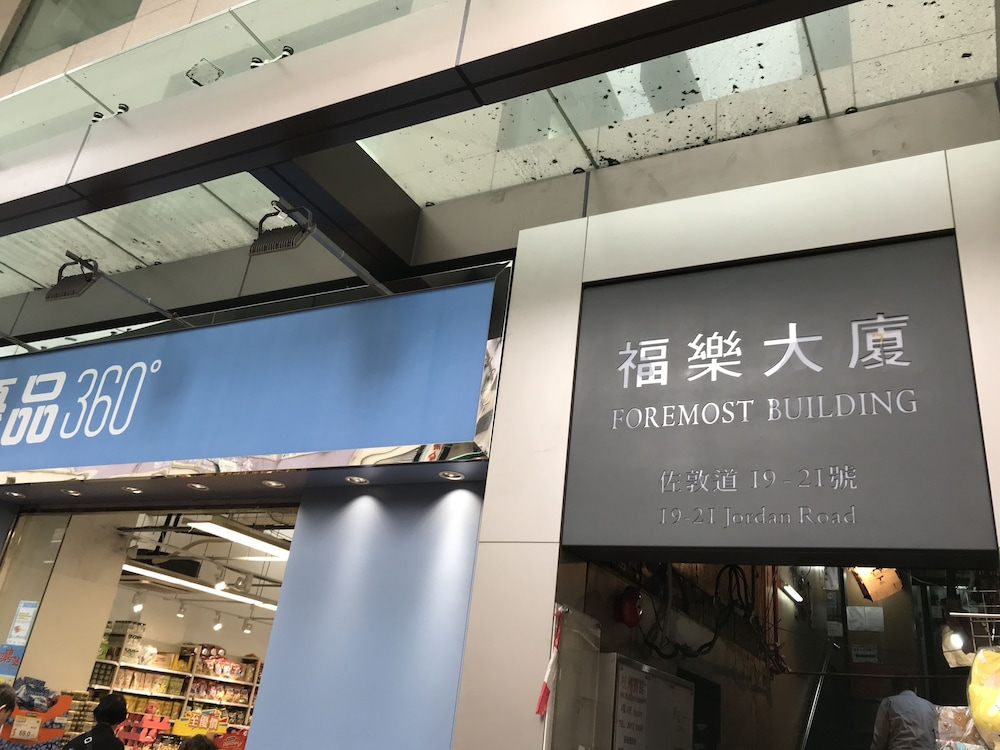 品360°
福樂大廈
FOREMOST BUILDING
佐敦道 19-21號
19-21 Jordan Road